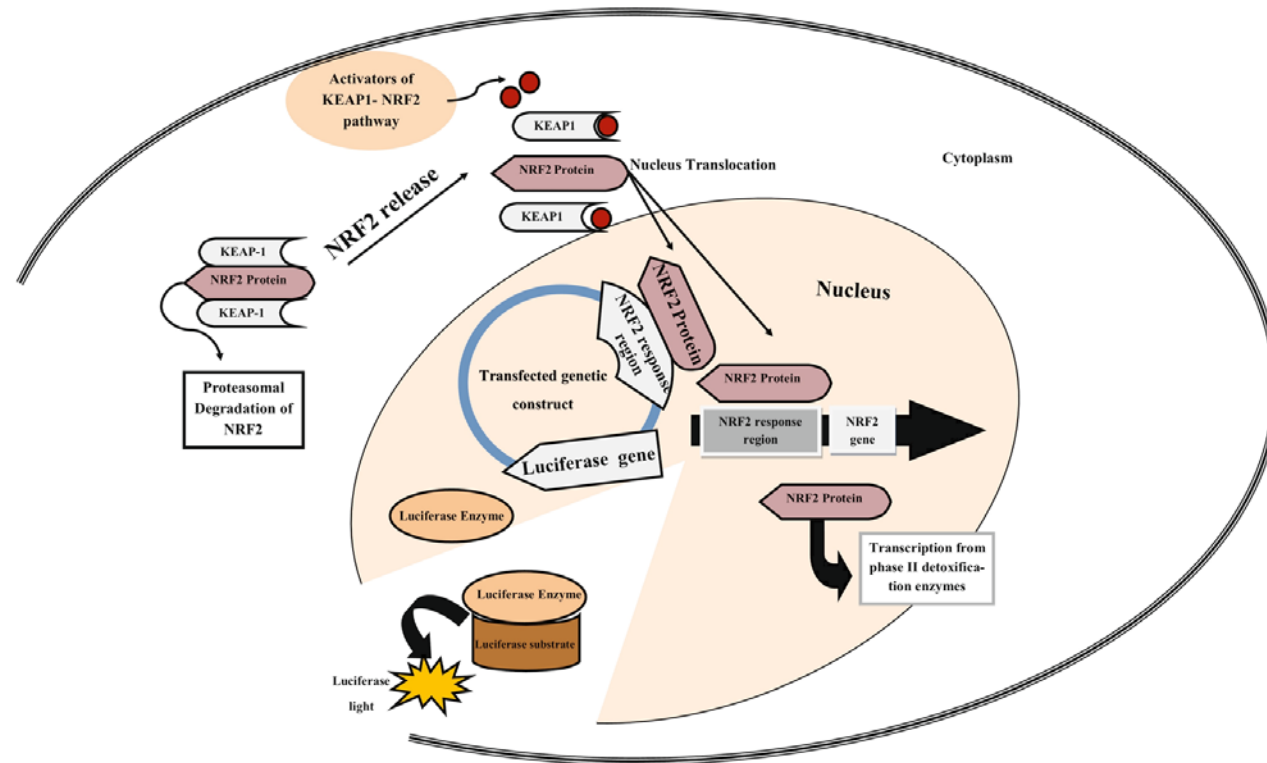 Activators of
KEAP1- NRF2
pathway
KEAP1
NRF2 Protein
KEAP1
Nucleus Translocation
Cytoplasm
NRF2 release
KEAP-1
NRF2 Protein
KEAP-1
Proteasomal
Degradation of
NRF2
Nucleus
NRF2 Protein
NRF2 response
region
Transfected genetic
construct
Luciferase gene
NRF2 Protein
NRF2 response
region
NRF2
gene
NRF2 Protein
Transcription from
phase II detoxifica-
tion enzymes
Luciferase Enzyme
Luciferase Enzyme
Luciferase substrate
Luciferase
light